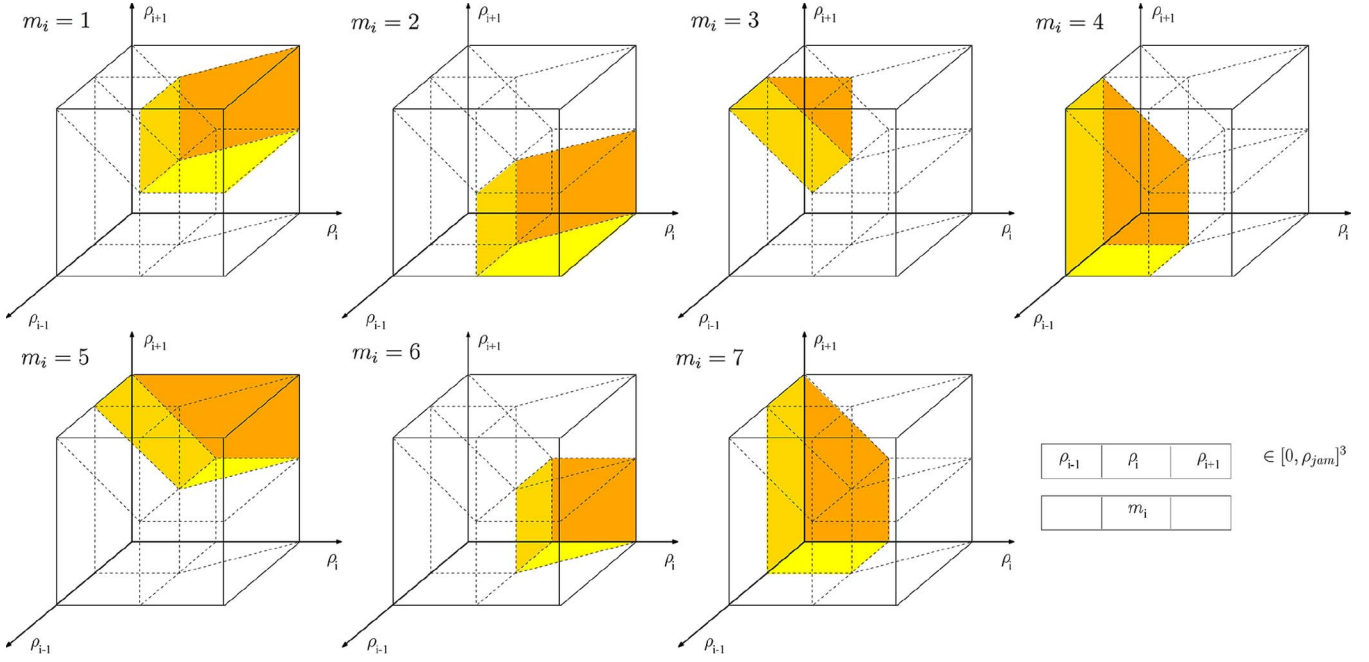 m_i = 1
ρ_{i+1}
ρ_i
ρ_{i-1}
m_i = 2
ρ_{i+1}
ρ_i
ρ_{i-1}
m_i = 3
ρ_{i+1}
ρ_i
ρ_{i-1}
m_i = 4
ρ_{i+1}
ρ_i
ρ_{i-1}
m_i = 5
ρ_{i+1}
ρ_i
ρ_{i-1}
m_i = 6
ρ_{i+1}
ρ_i
ρ_{i-1}
m_i = 7
ρ_{i+1}
ρ_i
ρ_{i-1}
ρ_{i-1} ρ_i ρ_{i+1} ∈ [0, ρ_{jam}]^3
m_i